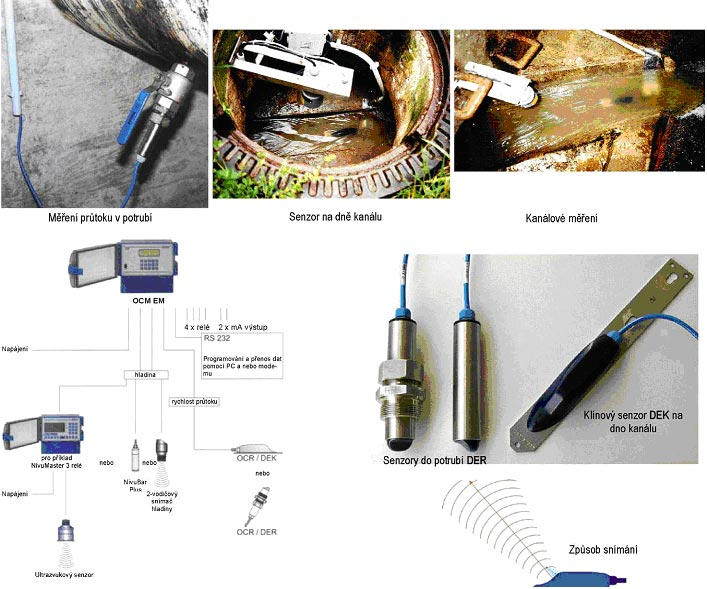 Měření průtoku v potrubí
Senzor na dně kanálu
Kanálové měření
OCM EM
4 x relé
2 x mA výstup
RS 232
Programování a přenos dat
pomocí PC a nebo mode-
mu
Napájení
hladina
rychlost průtoku
pro příklad
NivuMaster 3 relé
nebo
nebo
NivuBar
Plus
2-vodičový
snímač
hladiny
OCR / DEK
nebo
OCR / DER
Napájení
Ultrazvukový senzor
Klínový senzor DEK na
dno kanálu
Senzory do potrubí DER
Způsob snímání